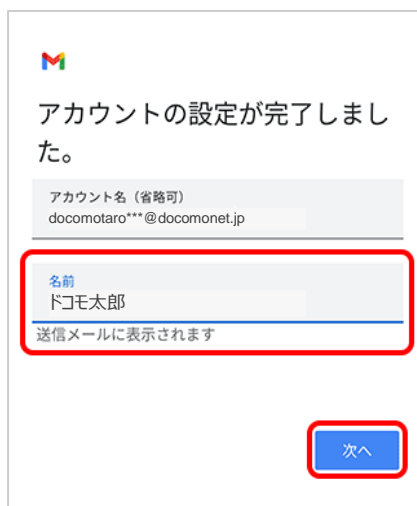 アカウントの設定が完了しまし
た。
アカウント名（省略可）
docomotaro***@docomonet.jp
名前
ドコモ太郎
送信メールに表示されます
次へ